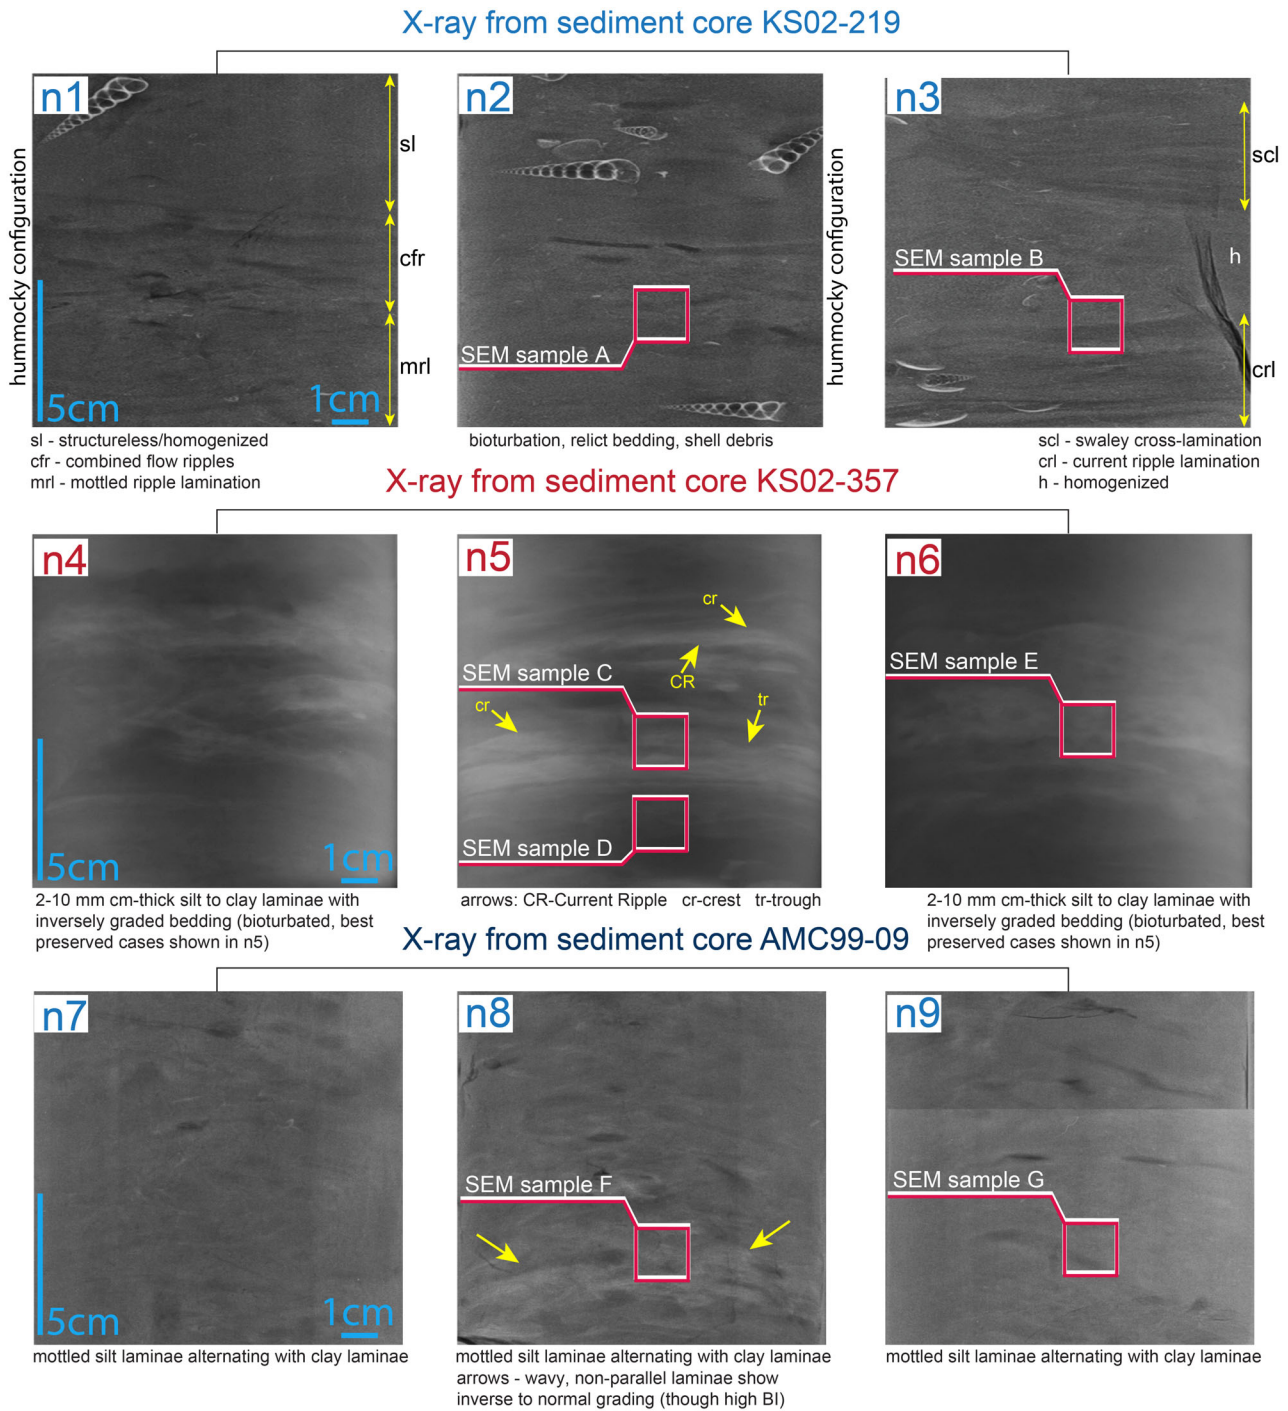 X-ray from sediment core KS02-219
n1
n2
n3
hummocky configuration
sl
cfr
mrl
5cm
1cm
SEM sample A
hummocky configuration
SEM sample B
scl
h
crl
sl - structureless/homogenized
cfr - combined flow ripples
mrl - mottled ripple lamination
bioturbation, relict bedding, shell debris
scl - swaley cross-lamination
crl - current ripple lamination
h - homogenized
X-ray from sediment core KS02-357
n4
n5
n6
5cm
1cm
cr
CR
SEM sample C
cr
tr
SEM sample D
SEM sample E
2-10 mm cm-thick silt to clay laminae with
inversely graded bedding (bioturbated, best
preserved cases shown in n5)
arrows: CR-Current Ripple cr-crest tr-trough
2-10 mm cm-thick silt to clay laminae with
inversely graded bedding (bioturbated, best
preserved cases shown in n5)
X-ray from sediment core AMC99-09
n7
n8
n9
5cm
1cm
SEM sample F
SEM sample G
mottled silt laminae alternating with clay laminae
mottled silt laminae alternating with clay laminae
arrows - wavy, non-parallel laminae show
inverse to normal grading (though high BI)
mottled silt laminae alternating with clay laminae